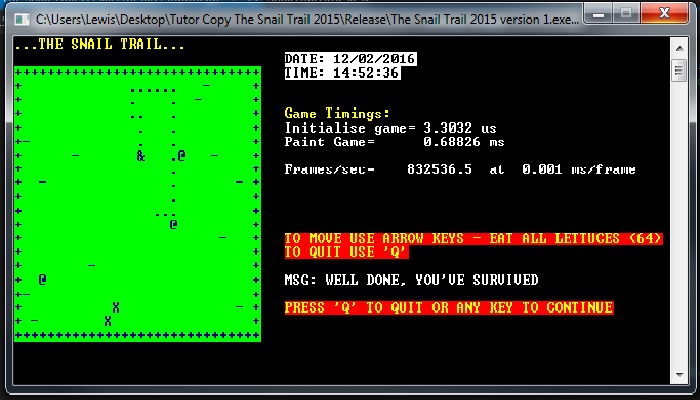 C:\Users\Lewis\Desktop\Tutor Copy The Snail Trail 2015\Release\The Snail Trail 2015 version 1.exe...
...THE SNAIL TRAIL...
DATE: 12/02/2016
TIME: 14:52:36
Game Timings:
Initialise game= 3.3032 us
Paint Game= 0.68826 ms
Frames/sec= 832536.5 at 0.001 ms/frame
TO MOVE USE ARROW KEYS - EAT ALL LETTUCES (64)
TO QUIT USE 'Q'
MSG: WELL DONE, YOU'VE SURVIVED
PRESS 'Q' TO QUIT OR ANY KEY TO CONTINUE